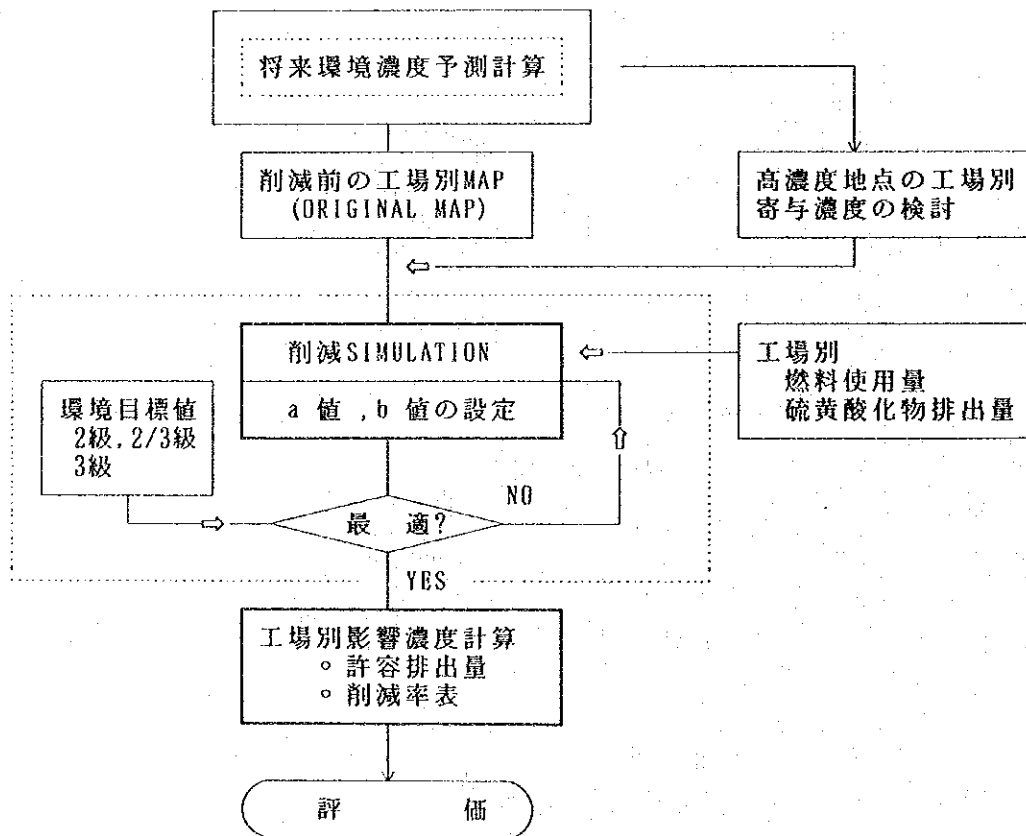 将来環境濃度予測計算
削減前の工場別MAP
(ORIGINAL MAP)
高濃度地点の工場別
寄与濃度の検討
削減SIMULATION
a 値 ,b 値の設定
工場別
燃料使用量
硫黄酸化物排出量
環境目標値
2級,2/3級
3級
NO
最 適?
YES
工場別影響濃度計算
。許容排出量
。削減率表
評 価